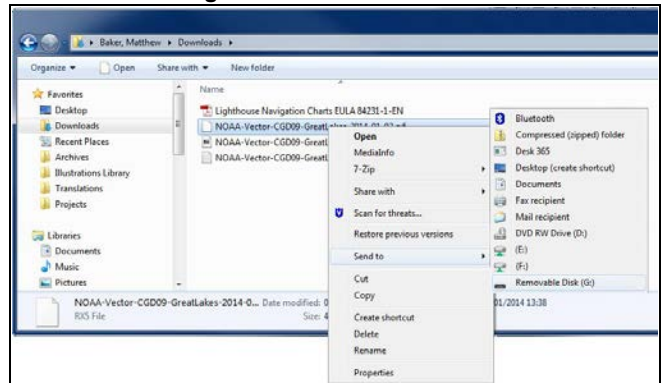 Baker, Matthew ▸ Downloads ▸
Organize Open Share with New folder
Favorites
Desktop
Downloads
Recent Places
Archives
Illustrations Library
Translations
Projects
Libraries
Documents
Music
Pictures
Name
Lighthouse Navigation Charts EULA 84231-1-EN
NOAA-Vector-CGD09-GreatLakes-2014-01-02
NOAA-Vector-CGD09-GreatL
NOAA-Vector-CGD09-GreatL
Open
MediaInfo
7-Zip
Share with
Scan for threats...
Restore previous versions
Send to
Cut
Copy
Create shortcut
Delete
Rename
Properties
Bluetooth
Compressed (zipped) folder
Desk 365
Desktop (create shortcut)
Documents
Fax recipient
Mail recipient
DVD RW Drive (D:)
(E:)
(F:)
Removable Disk (G:)
NOAA-Vector-CGD09-GreatLakes-2014-0... Date modified: 0 01/2014 13:38
Size: 4